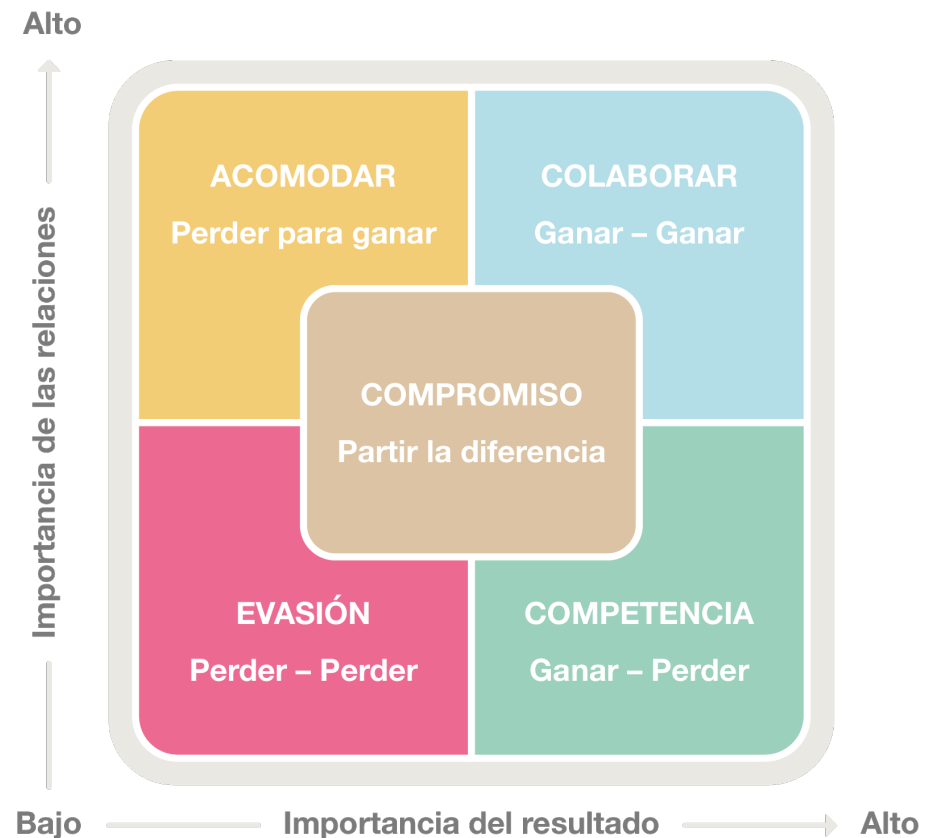 Alto
Importancia de las relaciones
ACOMODAR
Perder para ganar
COLABORAR
Ganar – Ganar
COMPROMISO
Partir la diferencia
EVASIÓN
Perder – Perder
COMPETENCIA
Ganar – Perder
Bajo
Importancia del resultado
Alto